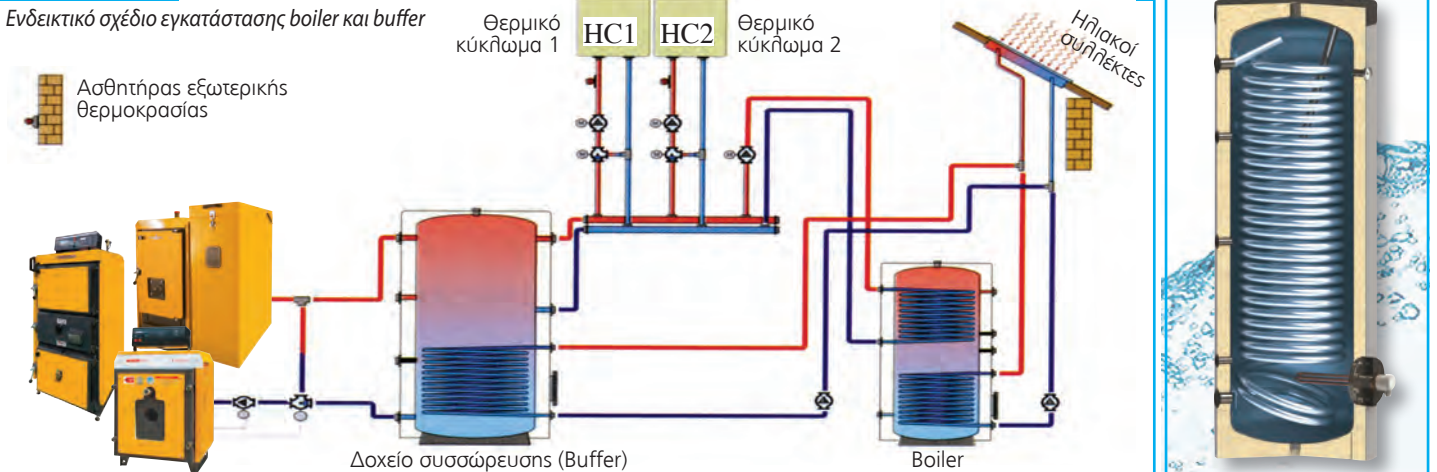 Ενδεικτικό σχέδιο εγκατάστασης boiler και buffer
Ασθητήρας εξωτερικής
θερμοκρασίας
Θερμικό
κύκλωμα 1
HC1
HC2
Θερμικό
κύκλωμα 2
Ηλιακοί
συλλέκτες
Δοχείο συσσώρευσης (Buffer)
Boiler